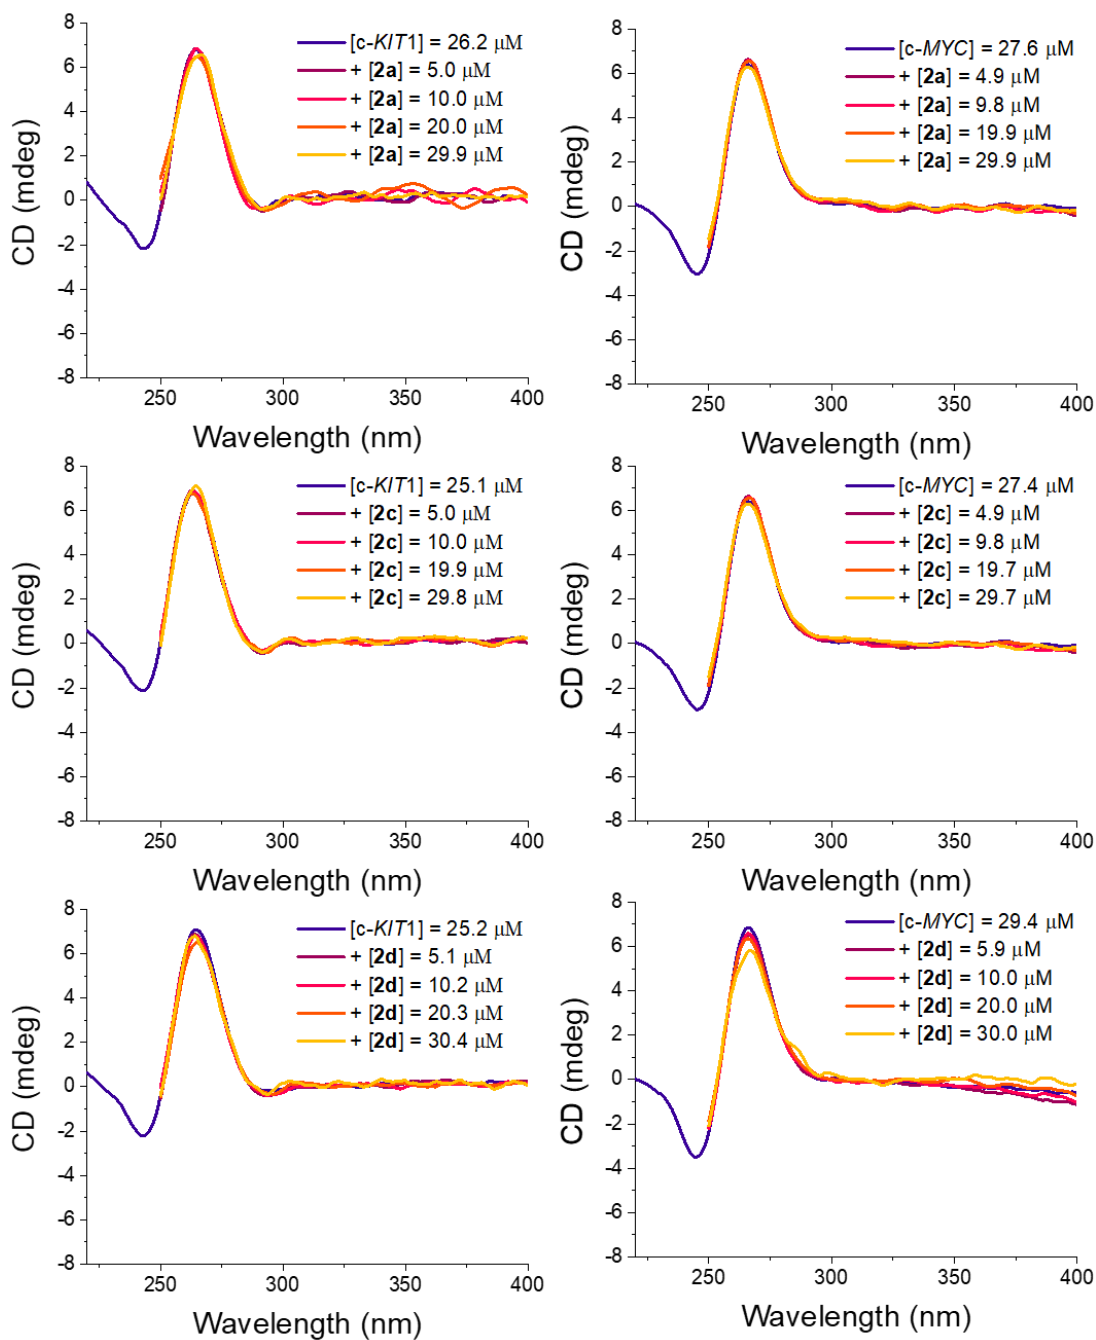 8
6
4
2
0
-2
-4
-6
-8
CD (mdeg)
[c-KIT1] = 26.2 μM
+ [2a] = 5.0 μM
+ [2a] = 10.0 μM
+ [2a] = 20.0 μM
+ [2a] = 29.9 μM
250
300
350
400
Wavelength (nm)
8
6
4
2
0
-2
-4
-6
-8
CD (mdeg)
[c-MYC] = 27.6 μM
+ [2a] = 4.9 μM
+ [2a] = 9.8 μM
+ [2a] = 19.9 μM
+ [2a] = 29.9 μM
250
300
350
400
Wavelength (nm)
8
6
4
2
0
-2
-4
-6
-8
CD (mdeg)
[c-KIT1] = 25.1 μM
+ [2c] = 5.0 μM
+ [2c] = 10.0 μM
+ [2c] = 19.9 μM
+ [2c] = 29.8 μM
250
300
350
400
Wavelength (nm)
8
6
4
2
0
-2
-4
-6
-8
CD (mdeg)
[c-MYC] = 27.4 μM
+ [2c] = 4.9 μM
+ [2c] = 9.8 μM
+ [2c] = 19.7 μM
+ [2c] = 29.7 μM
250
300
350
400
Wavelength (nm)
8
6
4
2
0
-2
-4
-6
-8
CD (mdeg)
[c-KIT1] = 25.2 μM
+ [2d] = 5.1 μM
+ [2d] = 10.2 μM
+ [2d] = 20.3 μM
+ [2d] = 30.4 μM
250
300
350
400
Wavelength (nm)
8
6
4
2
0
-2
-4
-6
-8
CD (mdeg)
[c-MYC] = 29.4 μM
+ [2d] = 5.9 μM
+ [2d] = 10.0 μM
+ [2d] = 20.0 μM
+ [2d] = 30.0 μM
250
300
350
400
Wavelength (nm)